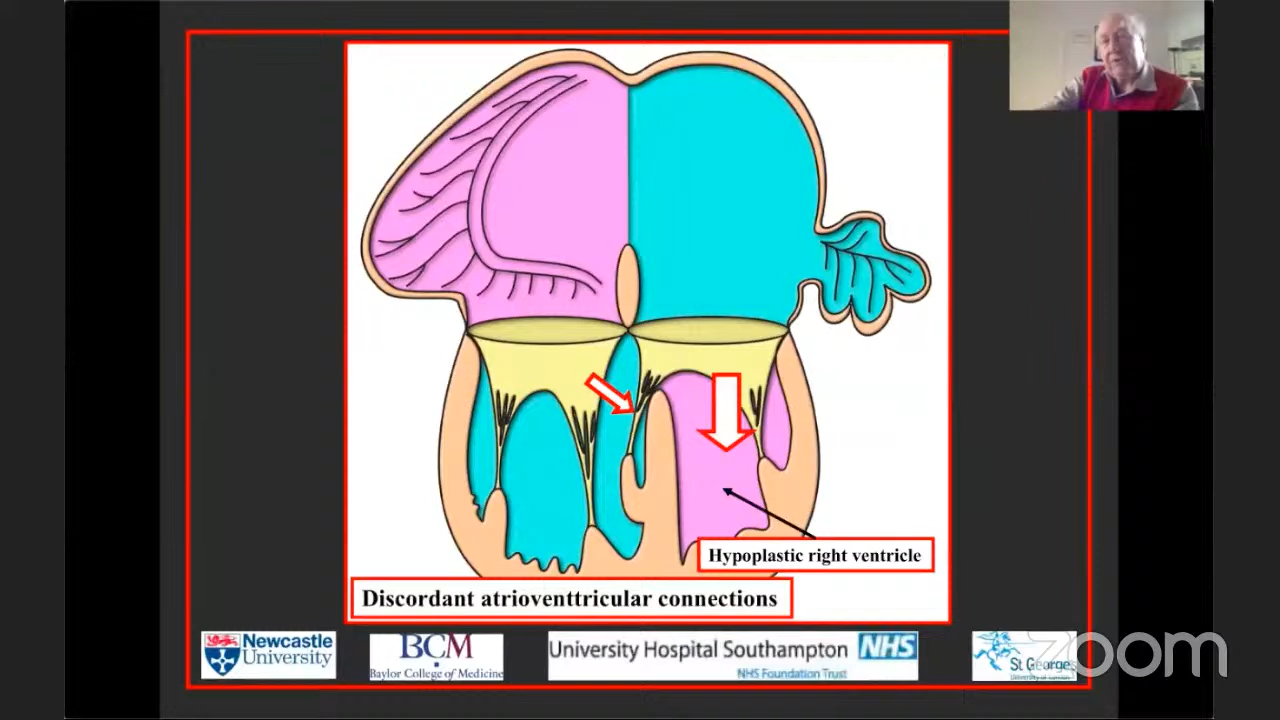 Hypoplastic right ventricle
Discordant atrioventtricular connections
Newcastle
University
BCM
Baylor College of Medicine
University Hospital Southampton NHS
NHS Foundation Trust
St George's
zoom